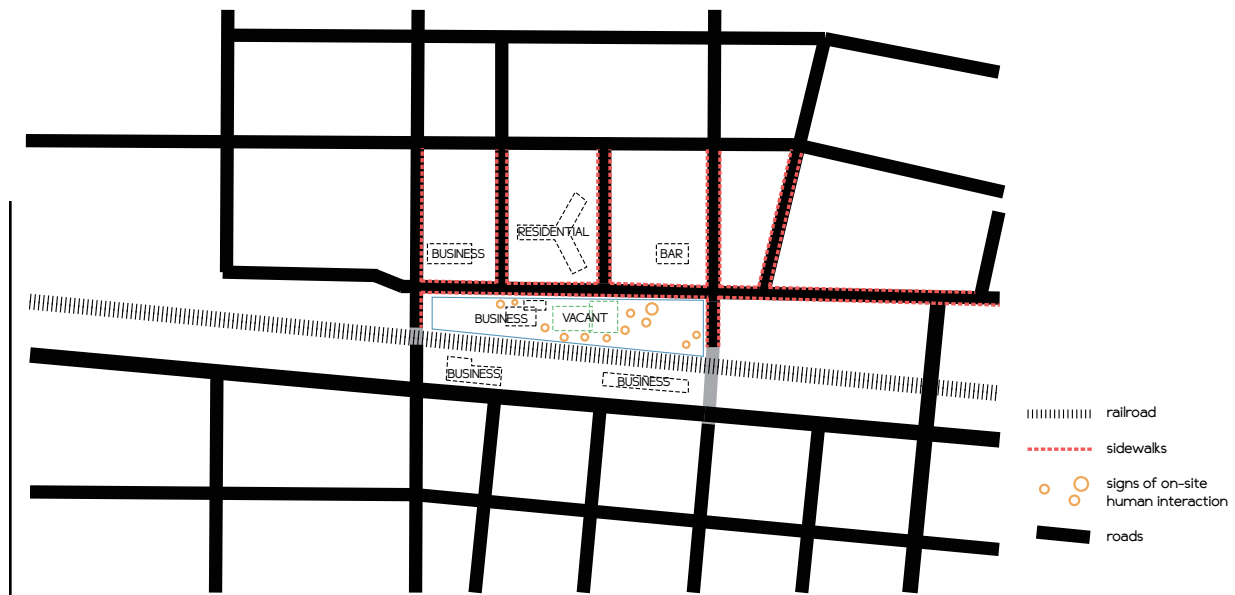 RESIDENTIAL
BUSINESS
BAR
BUSINESS
VACANT
BUSINESS
BUSINESS
railroad
sidewalks
signs of on-site
human interaction
roads